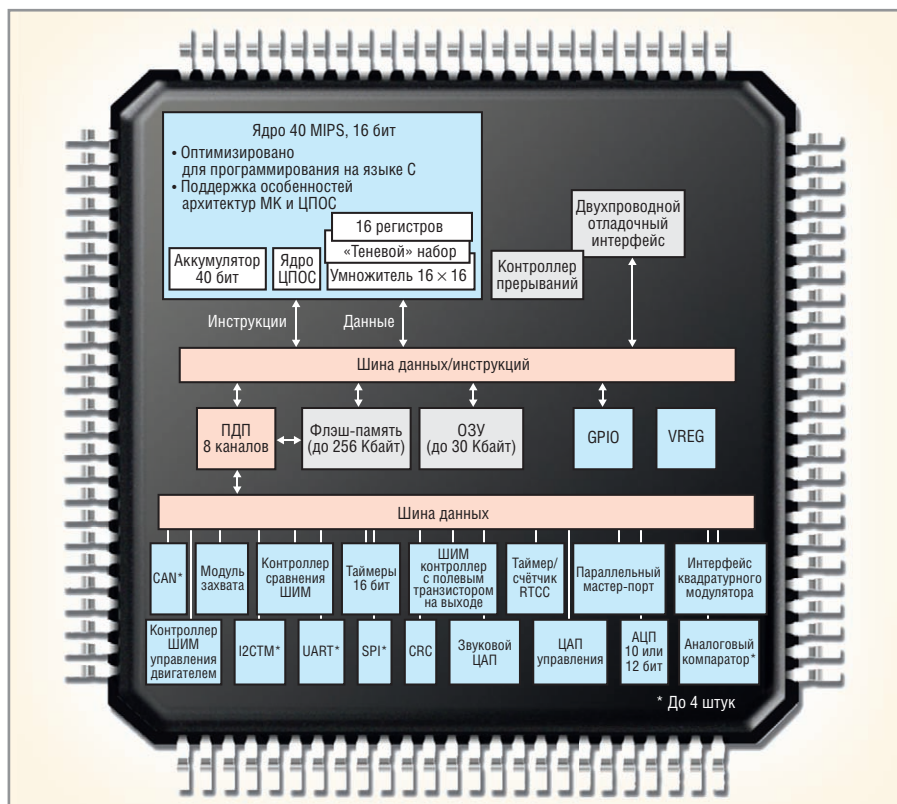 Ядро 40 MIPS, 16 бит
• Оптимизировано
для программирования на языке С
• Поддержка особенностей
архитектур МК и ЦПОС
16 регистров
«Теневой» набор
Умножитель 16 × 16
Аккумулятор
40 бит
Ядро
ЦПОС
Двухпроводной
отладочный
интерфейс
Контроллер
прерываний
Инструкции
Данные
Шина данных/инструкций
ПДП
8 каналов
Флэш-память
(до 256 Кбайт)
ОЗУ
(до 30 Кбайт)
GPIO
VREG
Шина данных
CAN*
Модуль
захвата
Контроллер
сравнения
ШИМ
Таймеры
16 бит
ШИМ
контроллер
с полевым
транзистором
на выходе
Таймер/
счётчик
RTCC
Параллельный
мастер-порт
Интерфейс
квадратурного
модулятора
Контроллер
ШИМ
управления
двигателем
I2CTM*
UART*
SPI*
CRC
Звуковой
ЦАП
ЦАП
управления
АЦП
10 или
12 бит
Аналоговый
компаратор*
* До 4 штук